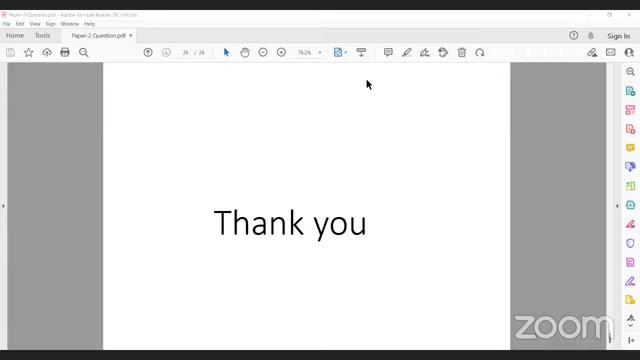 Paper-2 Question.pdf - Adobe Acrobat Reader DC (64-bit)
File Edit View Sign Window Help
Home Tools Paper-2 Question.pdf × Sign In
26 / 26 76.2%
Thank you
zoom